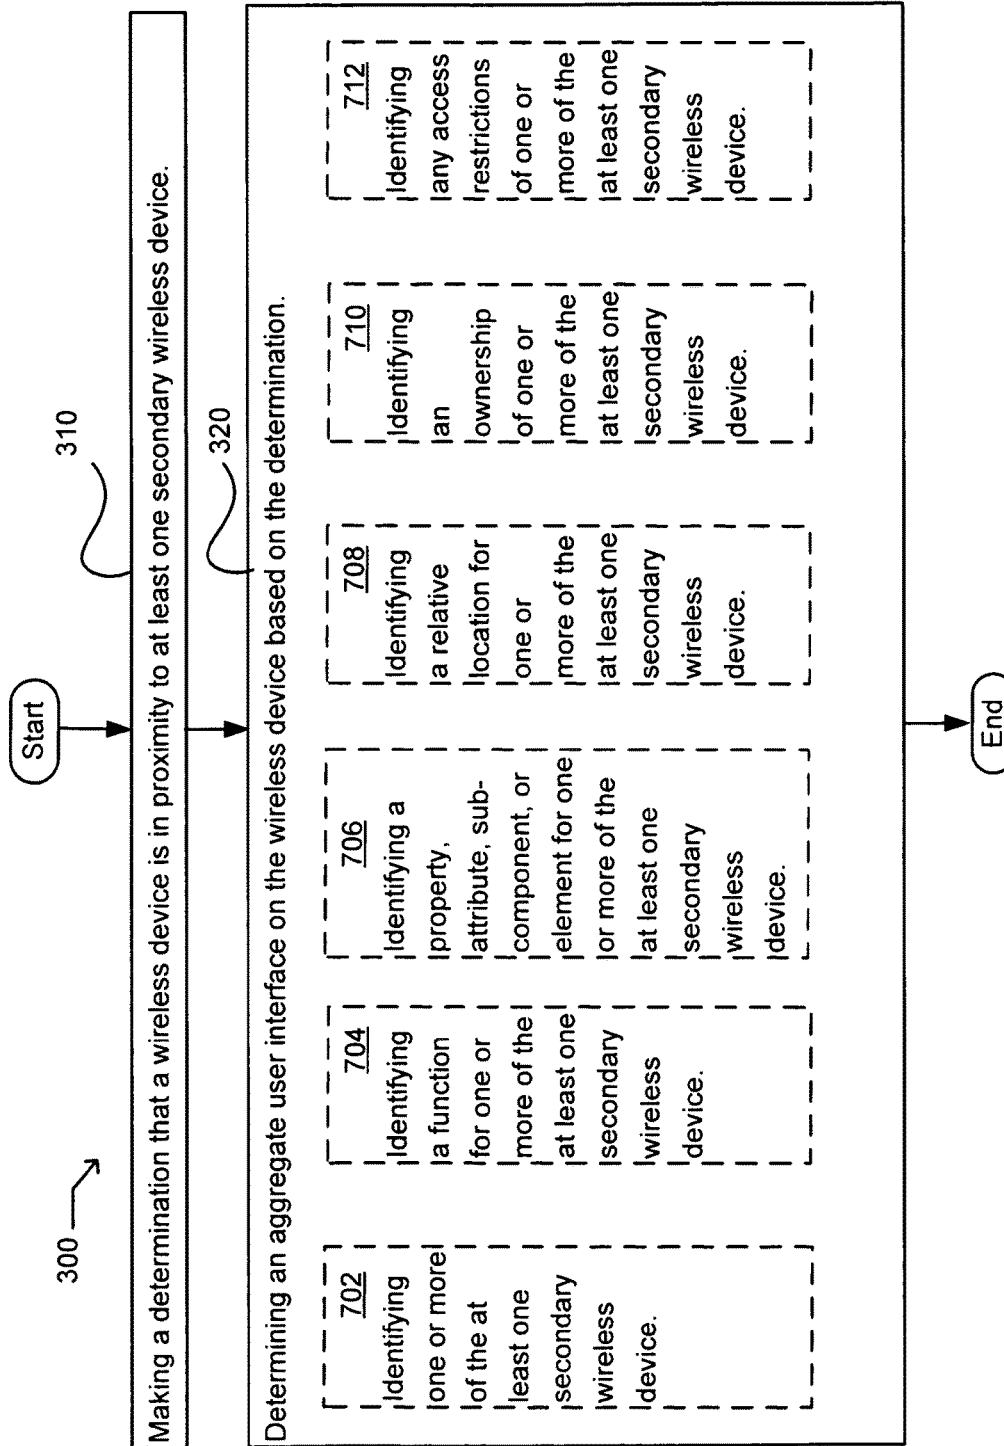 300
Start
310
Making a determination that a wireless device is in proximity to at least one secondary wireless device.
320
Determining an aggregate user interface on the wireless device based on the determination.
702
Identifying
one or more
of the at
least one
secondary
wireless
device.
704
Identifying
a function
for one or
more of the
at least one
secondary
wireless
device.
706
Identifying a
property,
attribute, sub-
component, or
element for one
or more of the
at least one
secondary
wireless
device.
708
Identifying
a relative
location for
one or
more of the
at least one
secondary
wireless
device.
710
Identifying
an
ownership
of one or
more of the
at least one
secondary
wireless
device.
712
Identifying
any access
restrictions
of one or
more of the
at least one
secondary
wireless
device.
End